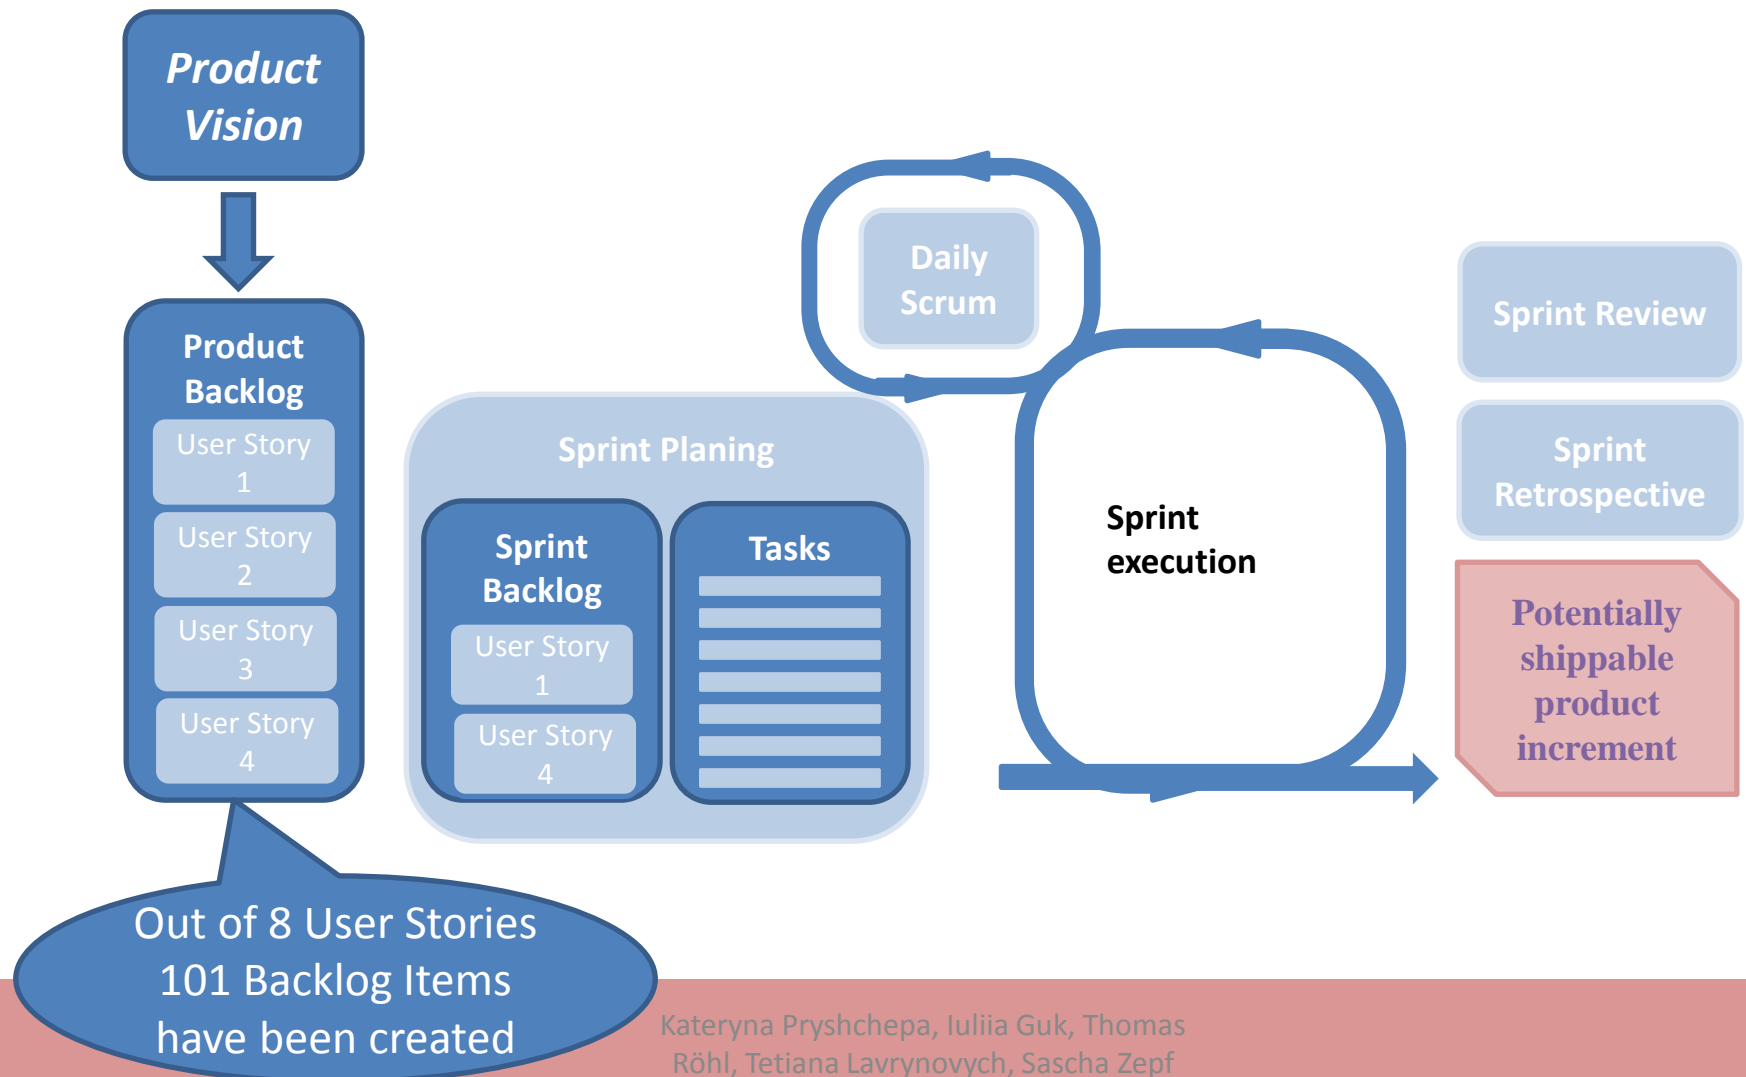 Product
Vision
Product
Backlog
User Story
1
User Story
2
User Story
3
User Story
4
Out of 8 User Stories
101 Backlog Items
have been created
Sprint Planing
Sprint
Backlog
User Story
1
User Story
4
Tasks
Daily
Scrum
Sprint
execution
Sprint Review
Sprint
Retrospective
Potentially
shippable
product
increment
Kateryna Pryshchepa, Iuliia Guk, Thomas
Röhl, Tetiana Lavrynovych, Sascha Zepf